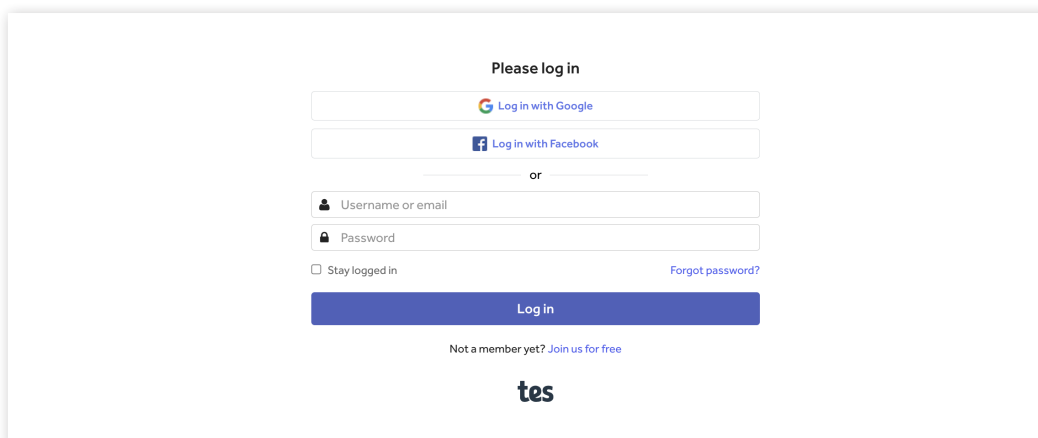 Please log in
Log in with Google
Log in with Facebook
or
Username or email
Password
Stay logged in Forgot password?
Log in
Not a member yet? Join us for free
tes